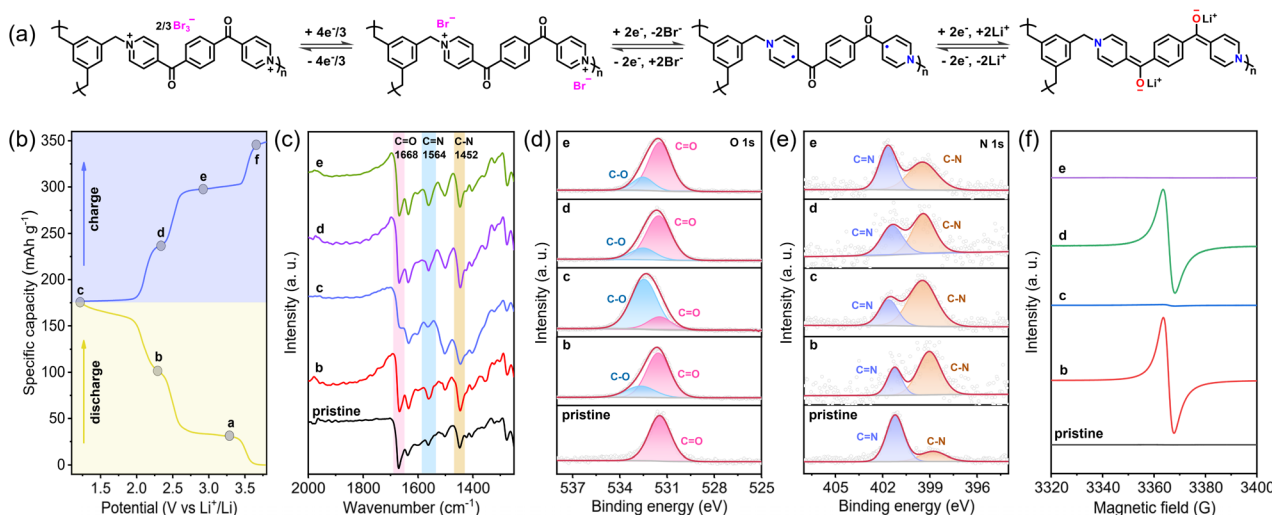 (a)
2/3Br3−
N+
O
O
N+
n
+ 4e−/3
- 4e−/3
Br−
N+
O
O
N+
n
Br−
+ 2e−, -2Br−
- 2e−, +2Br−
N
O
O
N
n
+ 2e−, +2Li+
- 2e−, -2Li+
O− Li+
N
O− Li+
N
n
(b)
Specific capacity (mAh g-1)
350
300
250
200
150
100
50
0
charge
discharge
f
e
d
c
b
a
1.5 2.0 2.5 3.0 3.5
Potential (V vs Li+/Li)
(c)
C=O C=N C-N
1668 1564 1452
e
d
c
b
pristine
Intensity (a. u.)
2000 1800 1600 1400
Wavenumber (cm-1)
(d)
O 1s
e
C=O
C-O
d
C=O
C-O
c
C-O
C=O
b
C=O
C-O
pristine
C=O
Intensity (a. u.)
537 534 531 528 525
Binding energy (eV)
(e)
N 1s
e
C=N
C-N
d
C=N
C-N
c
C=N
C-N
b
C=N
C-N
pristine
C=N
C-N
Intensity (a. u.)
405 402 399 396
Binding energy (eV)
(f)
e
d
c
b
pristine
Intensity (a. u.)
3320 3340 3360 3380 3400
Magnetic field (G)